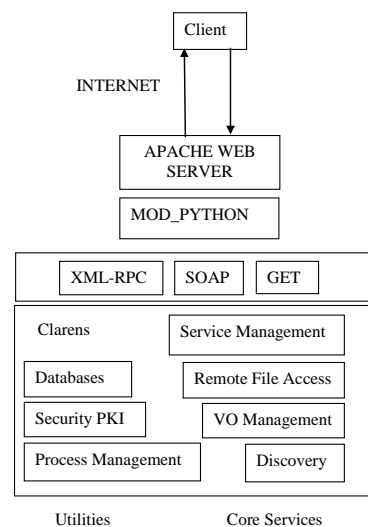 Client
INTERNET
APACHE WEB
SERVER
MOD_PYTHON
XML-RPC SOAP GET
Clarens Service Management
Databases Remote File Access
Security PKI VO Management
Process Management Discovery
Utilities Core Services